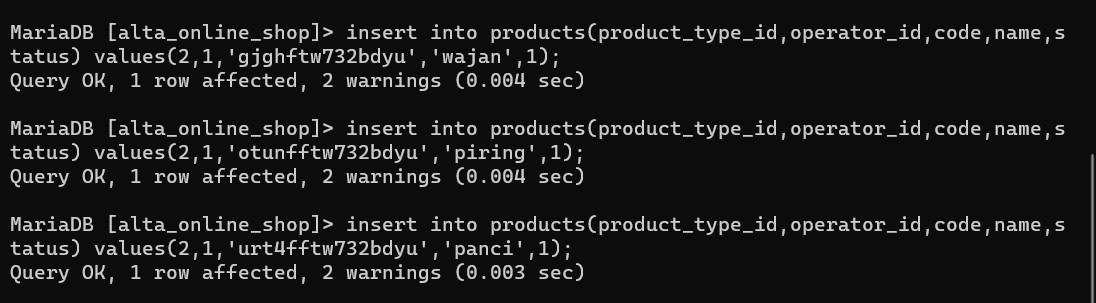 MariaDB [alta_online_shop]> insert into products(product_type_id,operator_id,code,name,s
tatus) values(2,1,'gjghftw732bdyu','wajan',1);
Query OK, 1 row affected, 2 warnings (0.004 sec)
MariaDB [alta_online_shop]> insert into products(product_type_id,operator_id,code,name,s
tatus) values(2,1,'otunfftw732bdyu','piring',1);
Query OK, 1 row affected, 2 warnings (0.004 sec)
MariaDB [alta_online_shop]> insert into products(product_type_id,operator_id,code,name,s
tatus) values(2,1,'urt4fftw732bdyu','panci',1);
Query OK, 1 row affected, 2 warnings (0.003 sec)